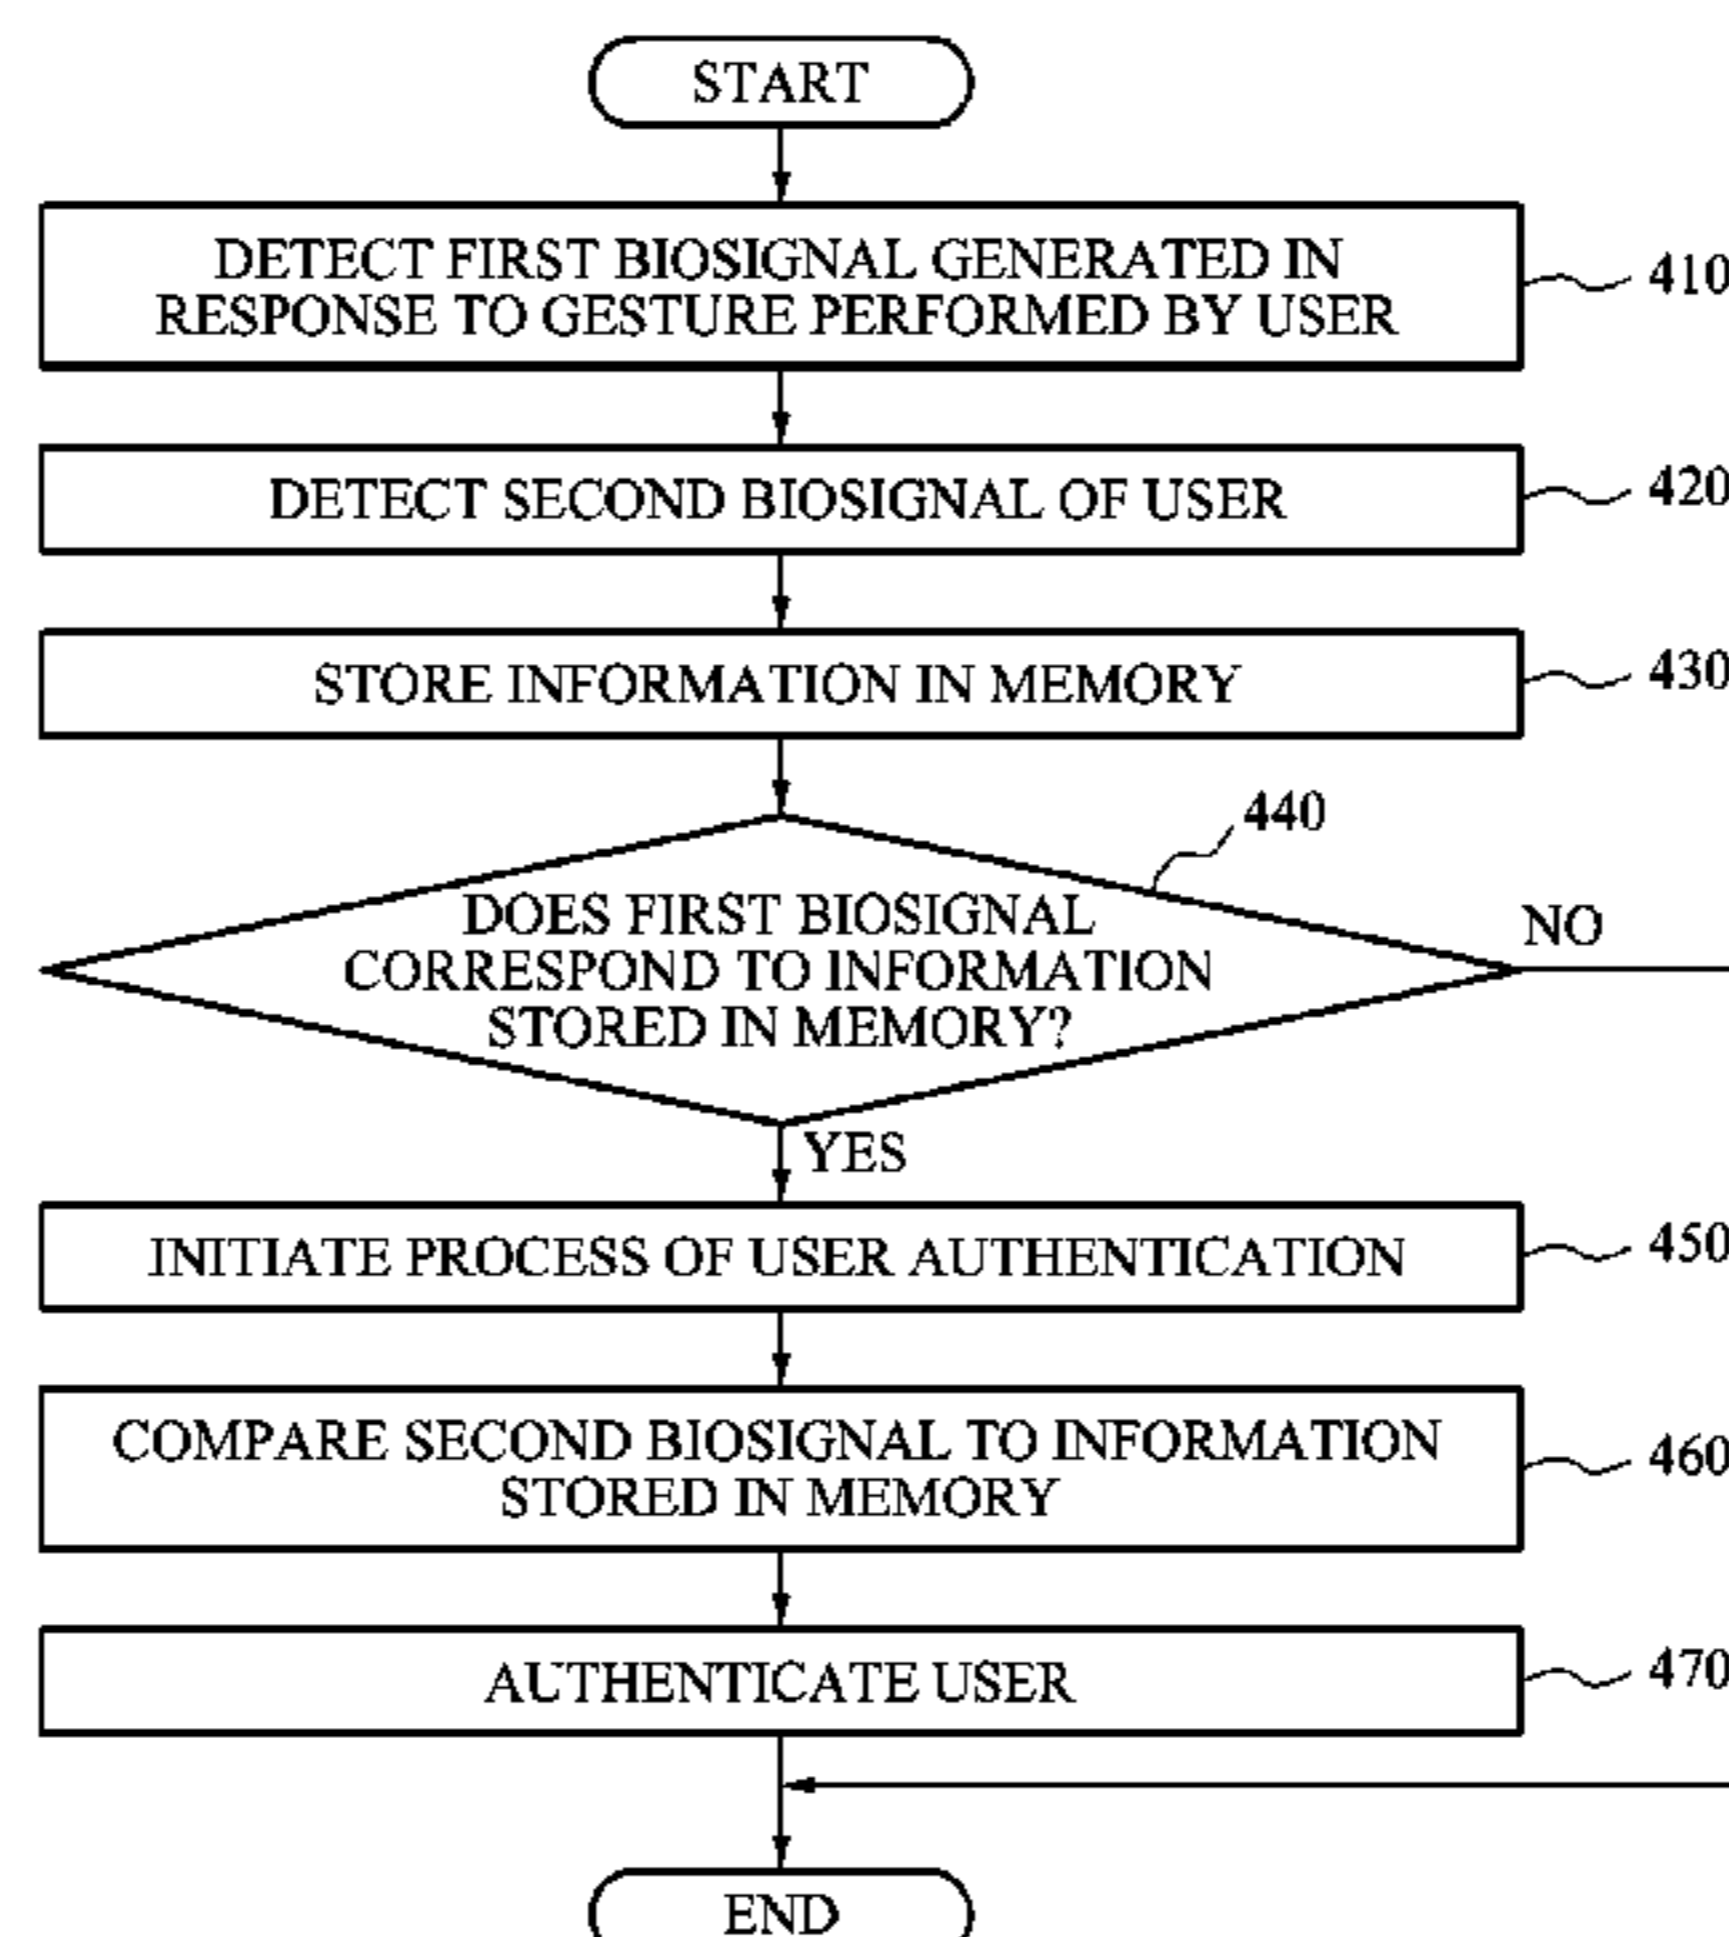 START
DETECT FIRST BIOSIGNAL GENERATED IN
RESPONSE TO GESTURE PERFORMED BY USER
410
DETECT SECOND BIOSIGNAL OF USER
420
STORE INFORMATION IN MEMORY
430
440
DOES FIRST BIOSIGNAL
CORRESPOND TO INFORMATION
STORED IN MEMORY?
NO
YES
INITIATE PROCESS OF USER AUTHENTICATION
450
COMPARE SECOND BIOSIGNAL TO INFORMATION
STORED IN MEMORY
460
AUTHENTICATE USER
470
END